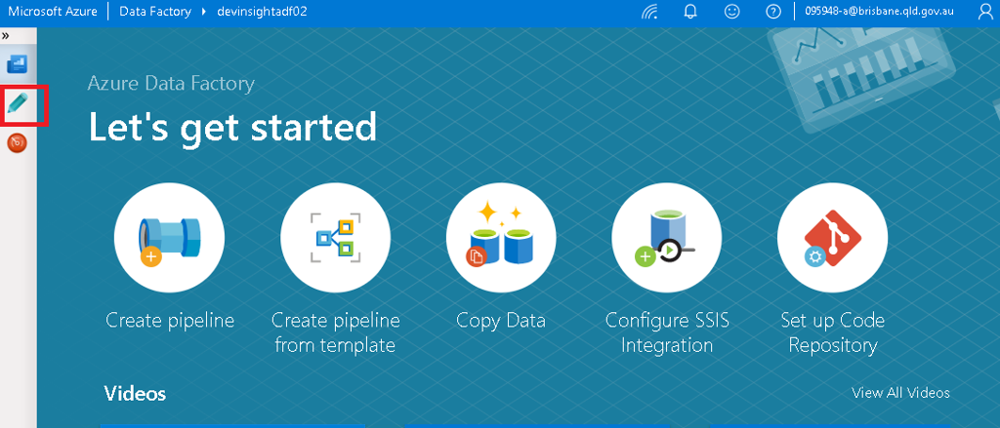 Microsoft Azure Data Factory devinsightadf02 095948-a@brisbane.qld.gov.au
»
Azure Data Factory
Let's get started
Create pipeline
Create pipeline
from template
Copy Data
Configure SSIS
Integration
Set up Code
Repository
Videos
View All Videos